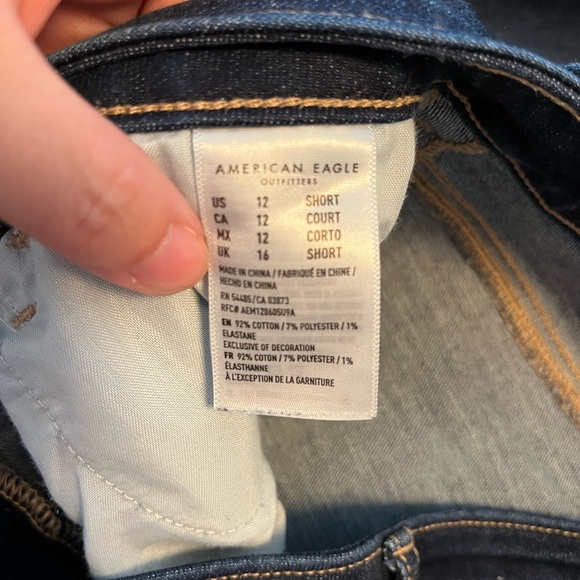 AMERICAN EAGLE
OUTFITTERS
US 12 SHORT
CA 12 COURT
MX 12 CORTO
UK 16 SHORT
MADE IN CHINA / FABRIQUÉ EN CHINE /
HECHO EN CHINA
RN 54485/CA 03873
RFC# AEM120605U9A
EN 92% COTTON / 7% POLYESTER / 1%
ELASTANE
EXCLUSIVE OF DECORATION
FR 92% COTON / 7% POLYESTER / 1%
ÉLASTHANNE
À L'EXCEPTION DE LA GARNITURE